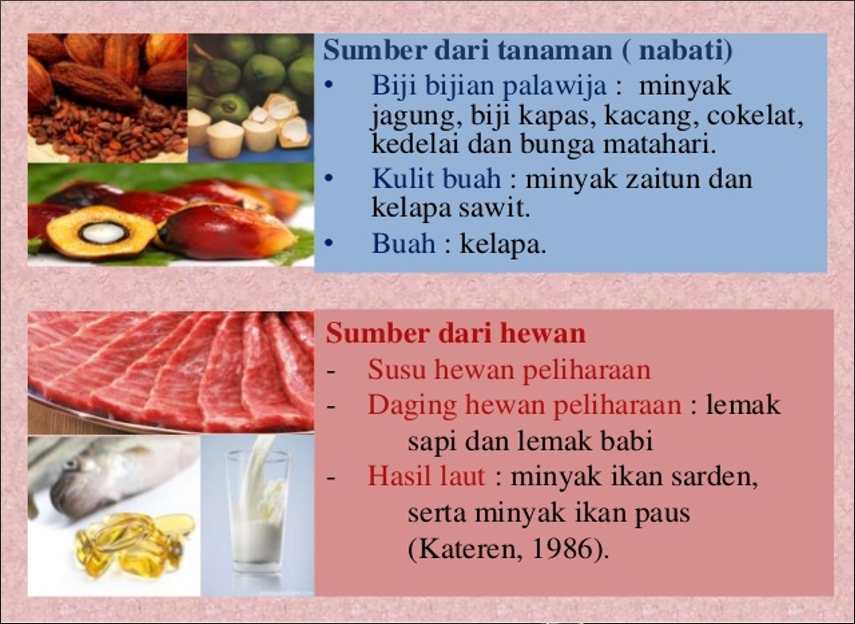 Sumber dari tanaman ( nabati)
• Biji bijian palawija : minyak
jagung, biji kapas, kacang, cokelat,
kedelai dan bunga matahari.
• Kulit buah : minyak zaitun dan
kelapa sawit.
• Buah : kelapa.
Sumber dari hewan
- Susu hewan peliharaan
- Daging hewan peliharaan : lemak
sapi dan lemak babi
- Hasil laut : minyak ikan sarden,
serta minyak ikan paus
(Kateren, 1986).